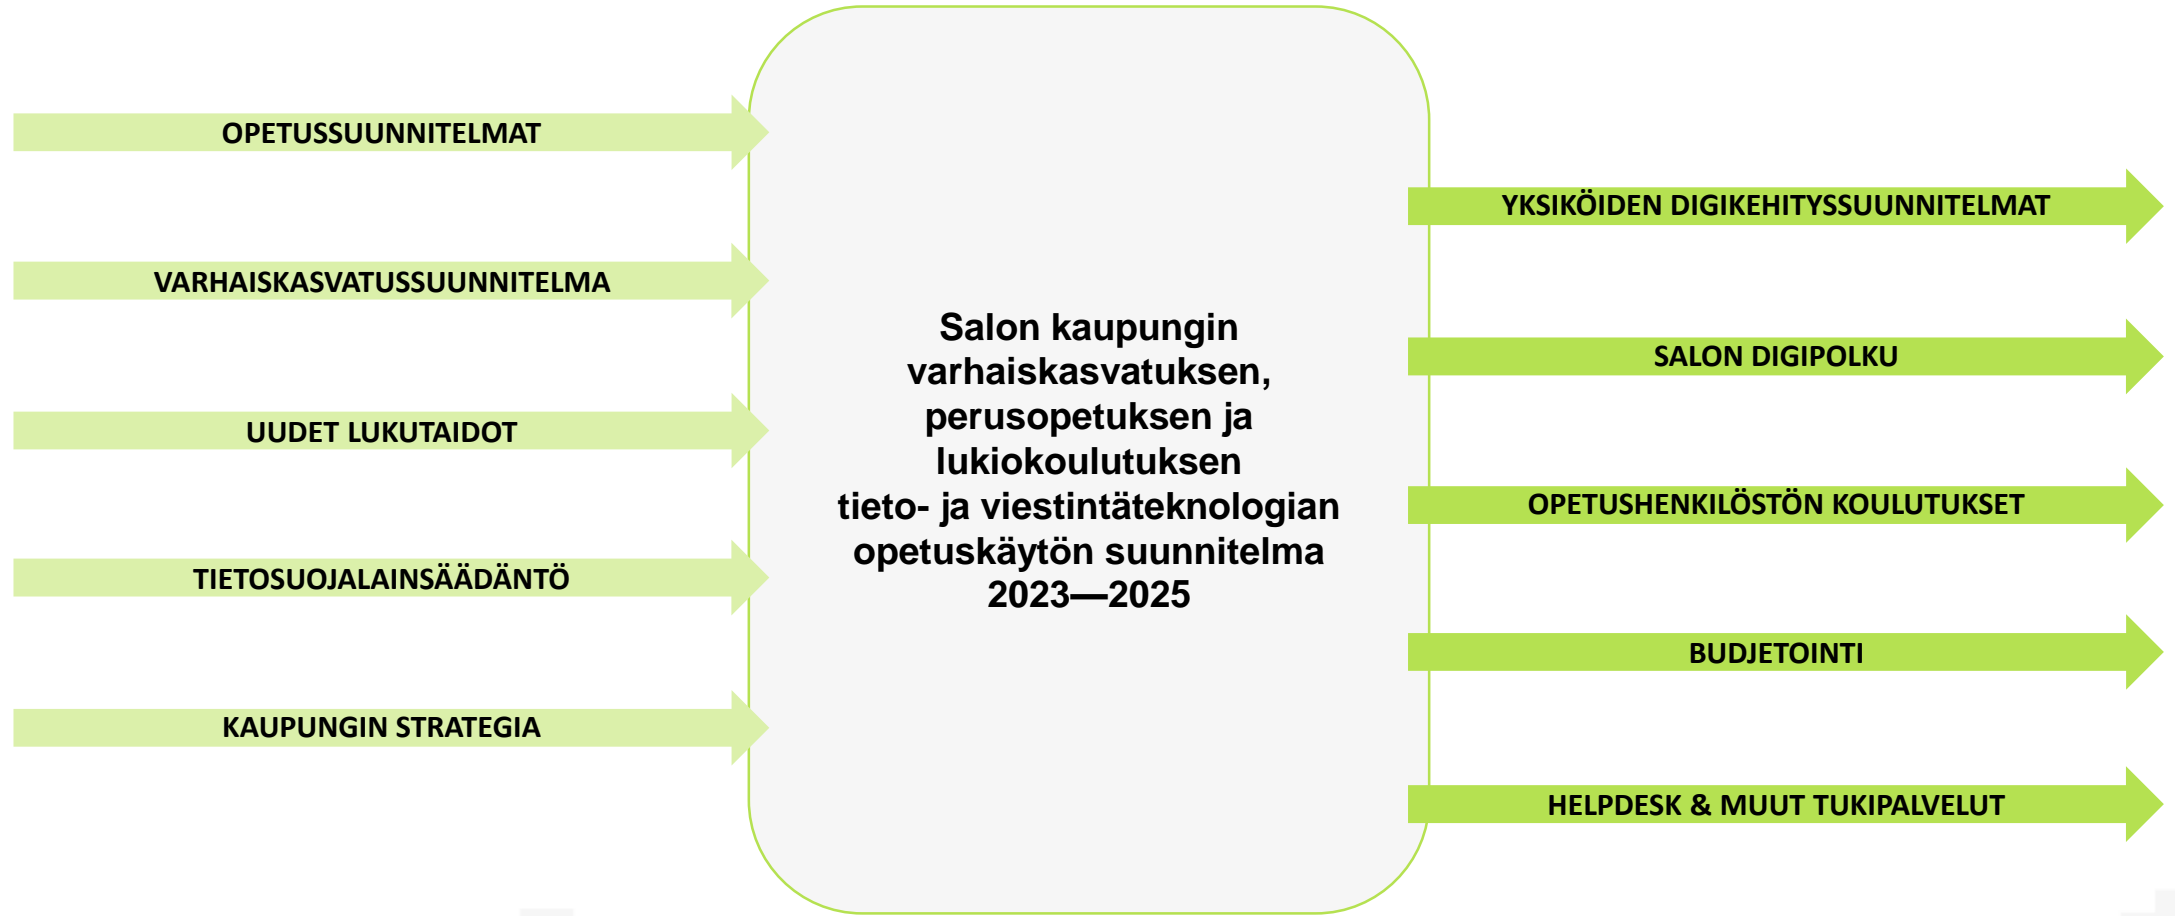 OPETUSSUUNNITELMAT
VARHAISKASVATUSSUUNNITELMA
UUDET LUKUTAIDOT
TIETOSUOJALAINSÄÄDÄNTÖ
KAUPUNGIN STRATEGIA
Salon kaupungin
varhaiskasvatuksen,
perusopetuksen ja
lukiokoulutuksen
tieto- ja viestintäteknologian
opetuskäytön suunnitelma
2023—2025
YKSIKÖIDEN DIGIKEHITYSSUUNNITELMAT
SALON DIGIPOLKU
OPETUSHENKILÖSTÖN KOULUTUKSET
BUDJETOINTI
HELPDESK & MUUT TUKIPALVELUT